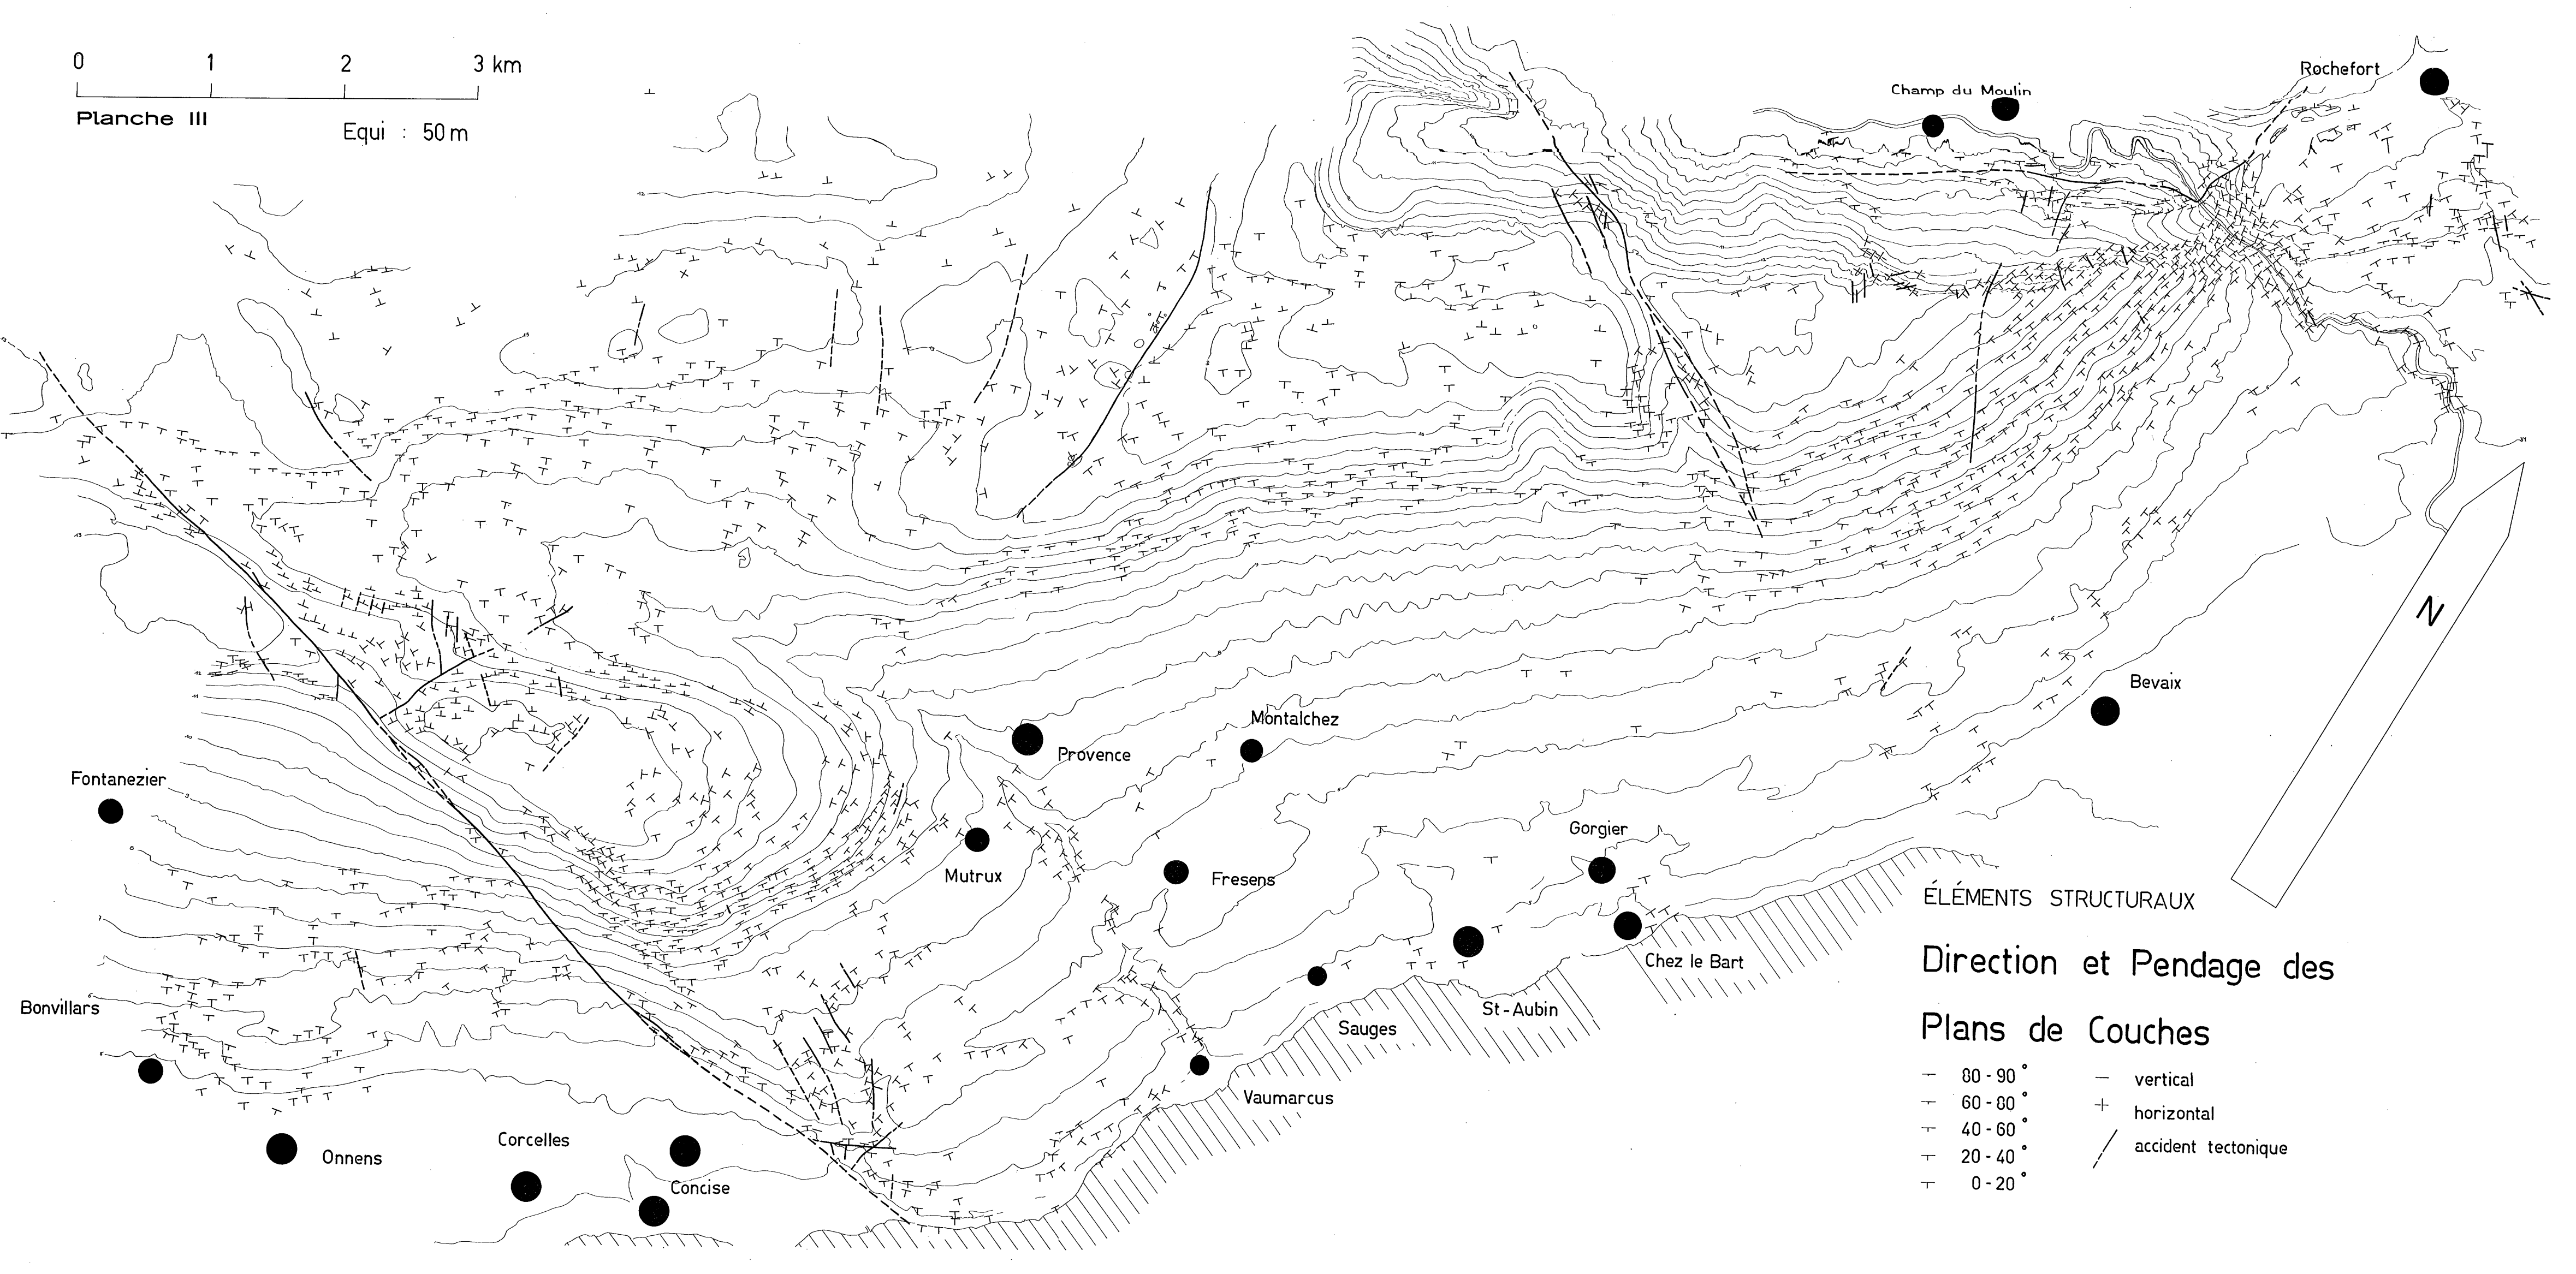 0 1 2 3 km
Planche III
Equi : 50 m
Champ du Moulin
Rochefort
N
Bevaix
Montalchez
Provence
Fontanezier
Gorgier
Mutrux
Fresens
Chez le Bart
St-Aubin
Sauges
Bonvillars
Vaumarcus
Onnens
Corcelles
Concise
ÉLÉMENTS STRUCTURAUX
Direction et Pendage des
Plans de Couches
80 - 90°
60 - 80°
40 - 60°
20 - 40°
0 - 20°
vertical
horizontal
accident tectonique